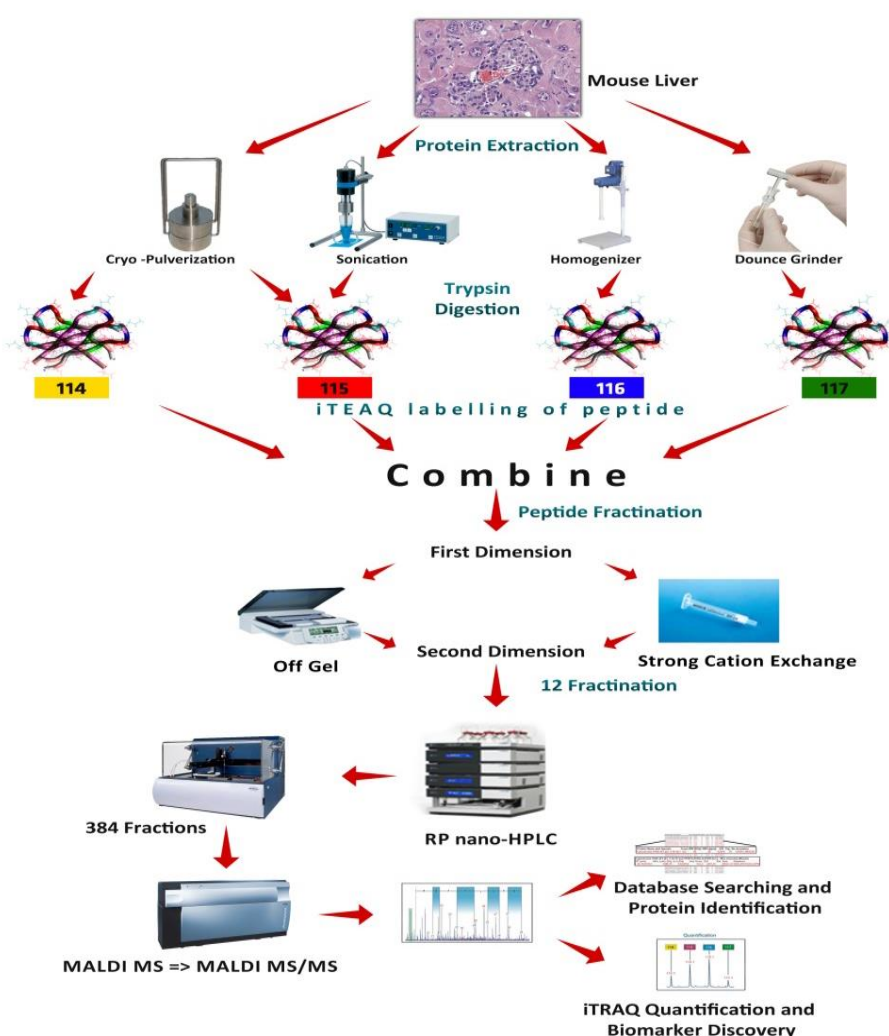 Mouse Liver
Protein Extraction
Cryo -Pulverization
Sonication
Homogenizer
Dounce Grinder
Trypsin
Digestion
114
115
116
117
iTEAQ labelling of peptide
Combine
Peptide Fractination
First Dimension
Off Gel
Second Dimension
Strong Cation Exchange
12 Fractination
384 Fractions
RP nano-HPLC
Database Searching and
Protein Identification
MALDI MS => MALDI MS/MS
Quantification
iTRAQ Quantification and
Biomarker Discovery